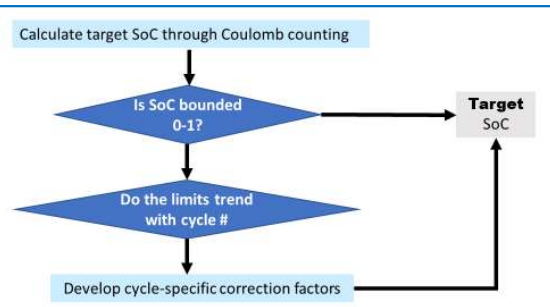 Calculate target SoC through Coulomb counting
Is SoC bounded
0-1?
Target
SoC
Do the limits trend
with cycle #
Develop cycle-specific correction factors